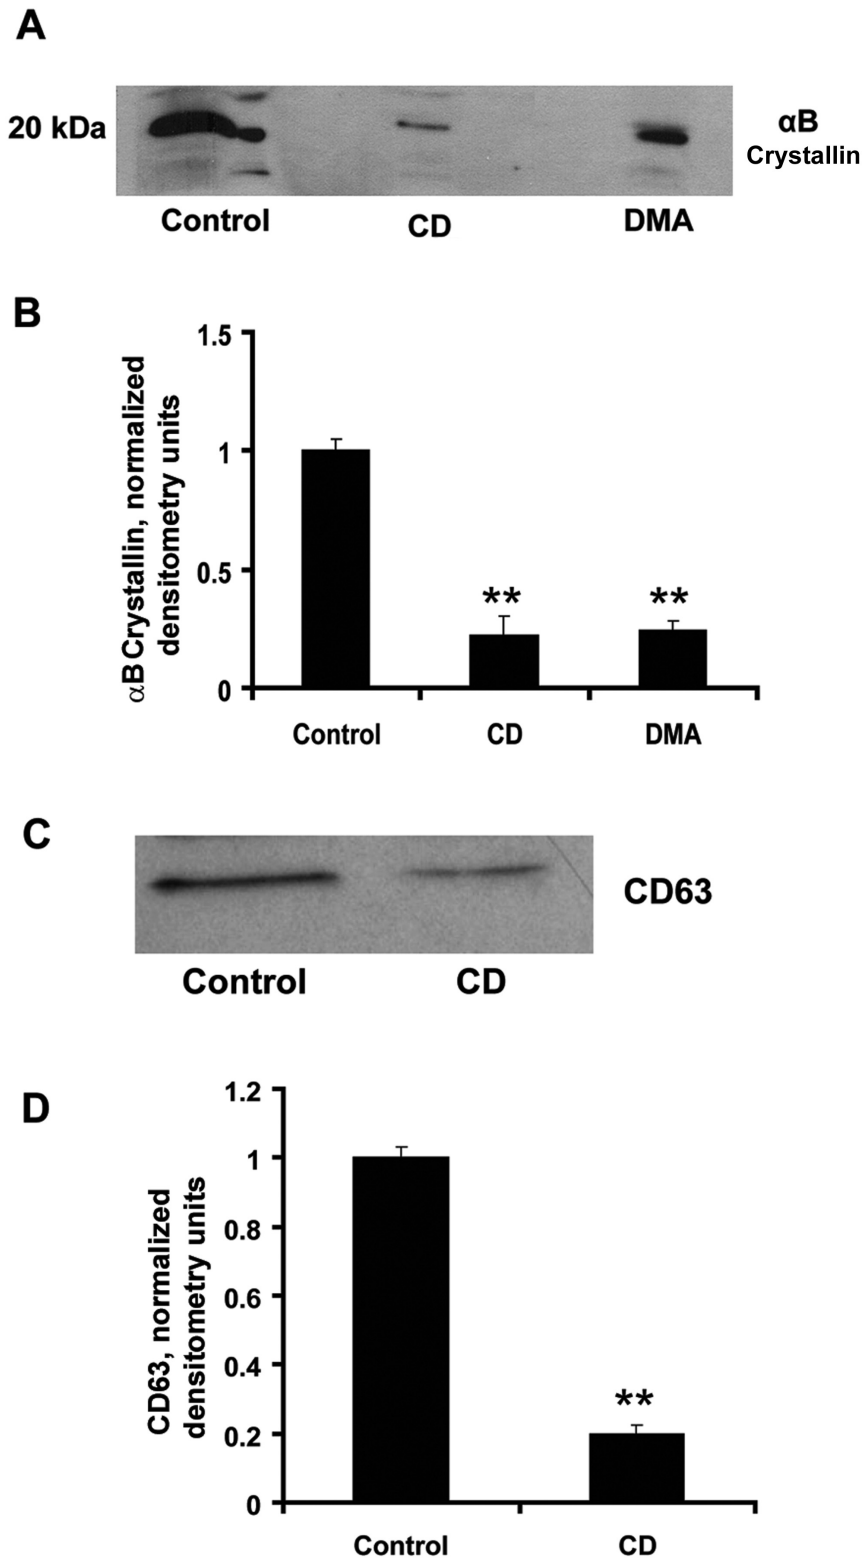 A
20 kDa
αB
Crystallin
Control CD DMA
B
αB Crystallin, normalized
densitometry units
1.5
1
0.5
0
** **
Control CD DMA
C
CD63
Control CD
D
CD63, normalized
densitometry units
1.2
1
0.8
0.6
0.4
0.2
0
**
Control CD